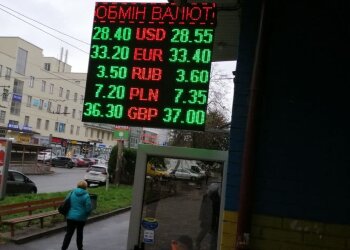 ОБМІН ВАЛЮТ
28.40 USD 28.55
33.20 EUR 33.40
3.50 RUB 3.60
7.20 PLN 7.35
36.30 GBP 37.00